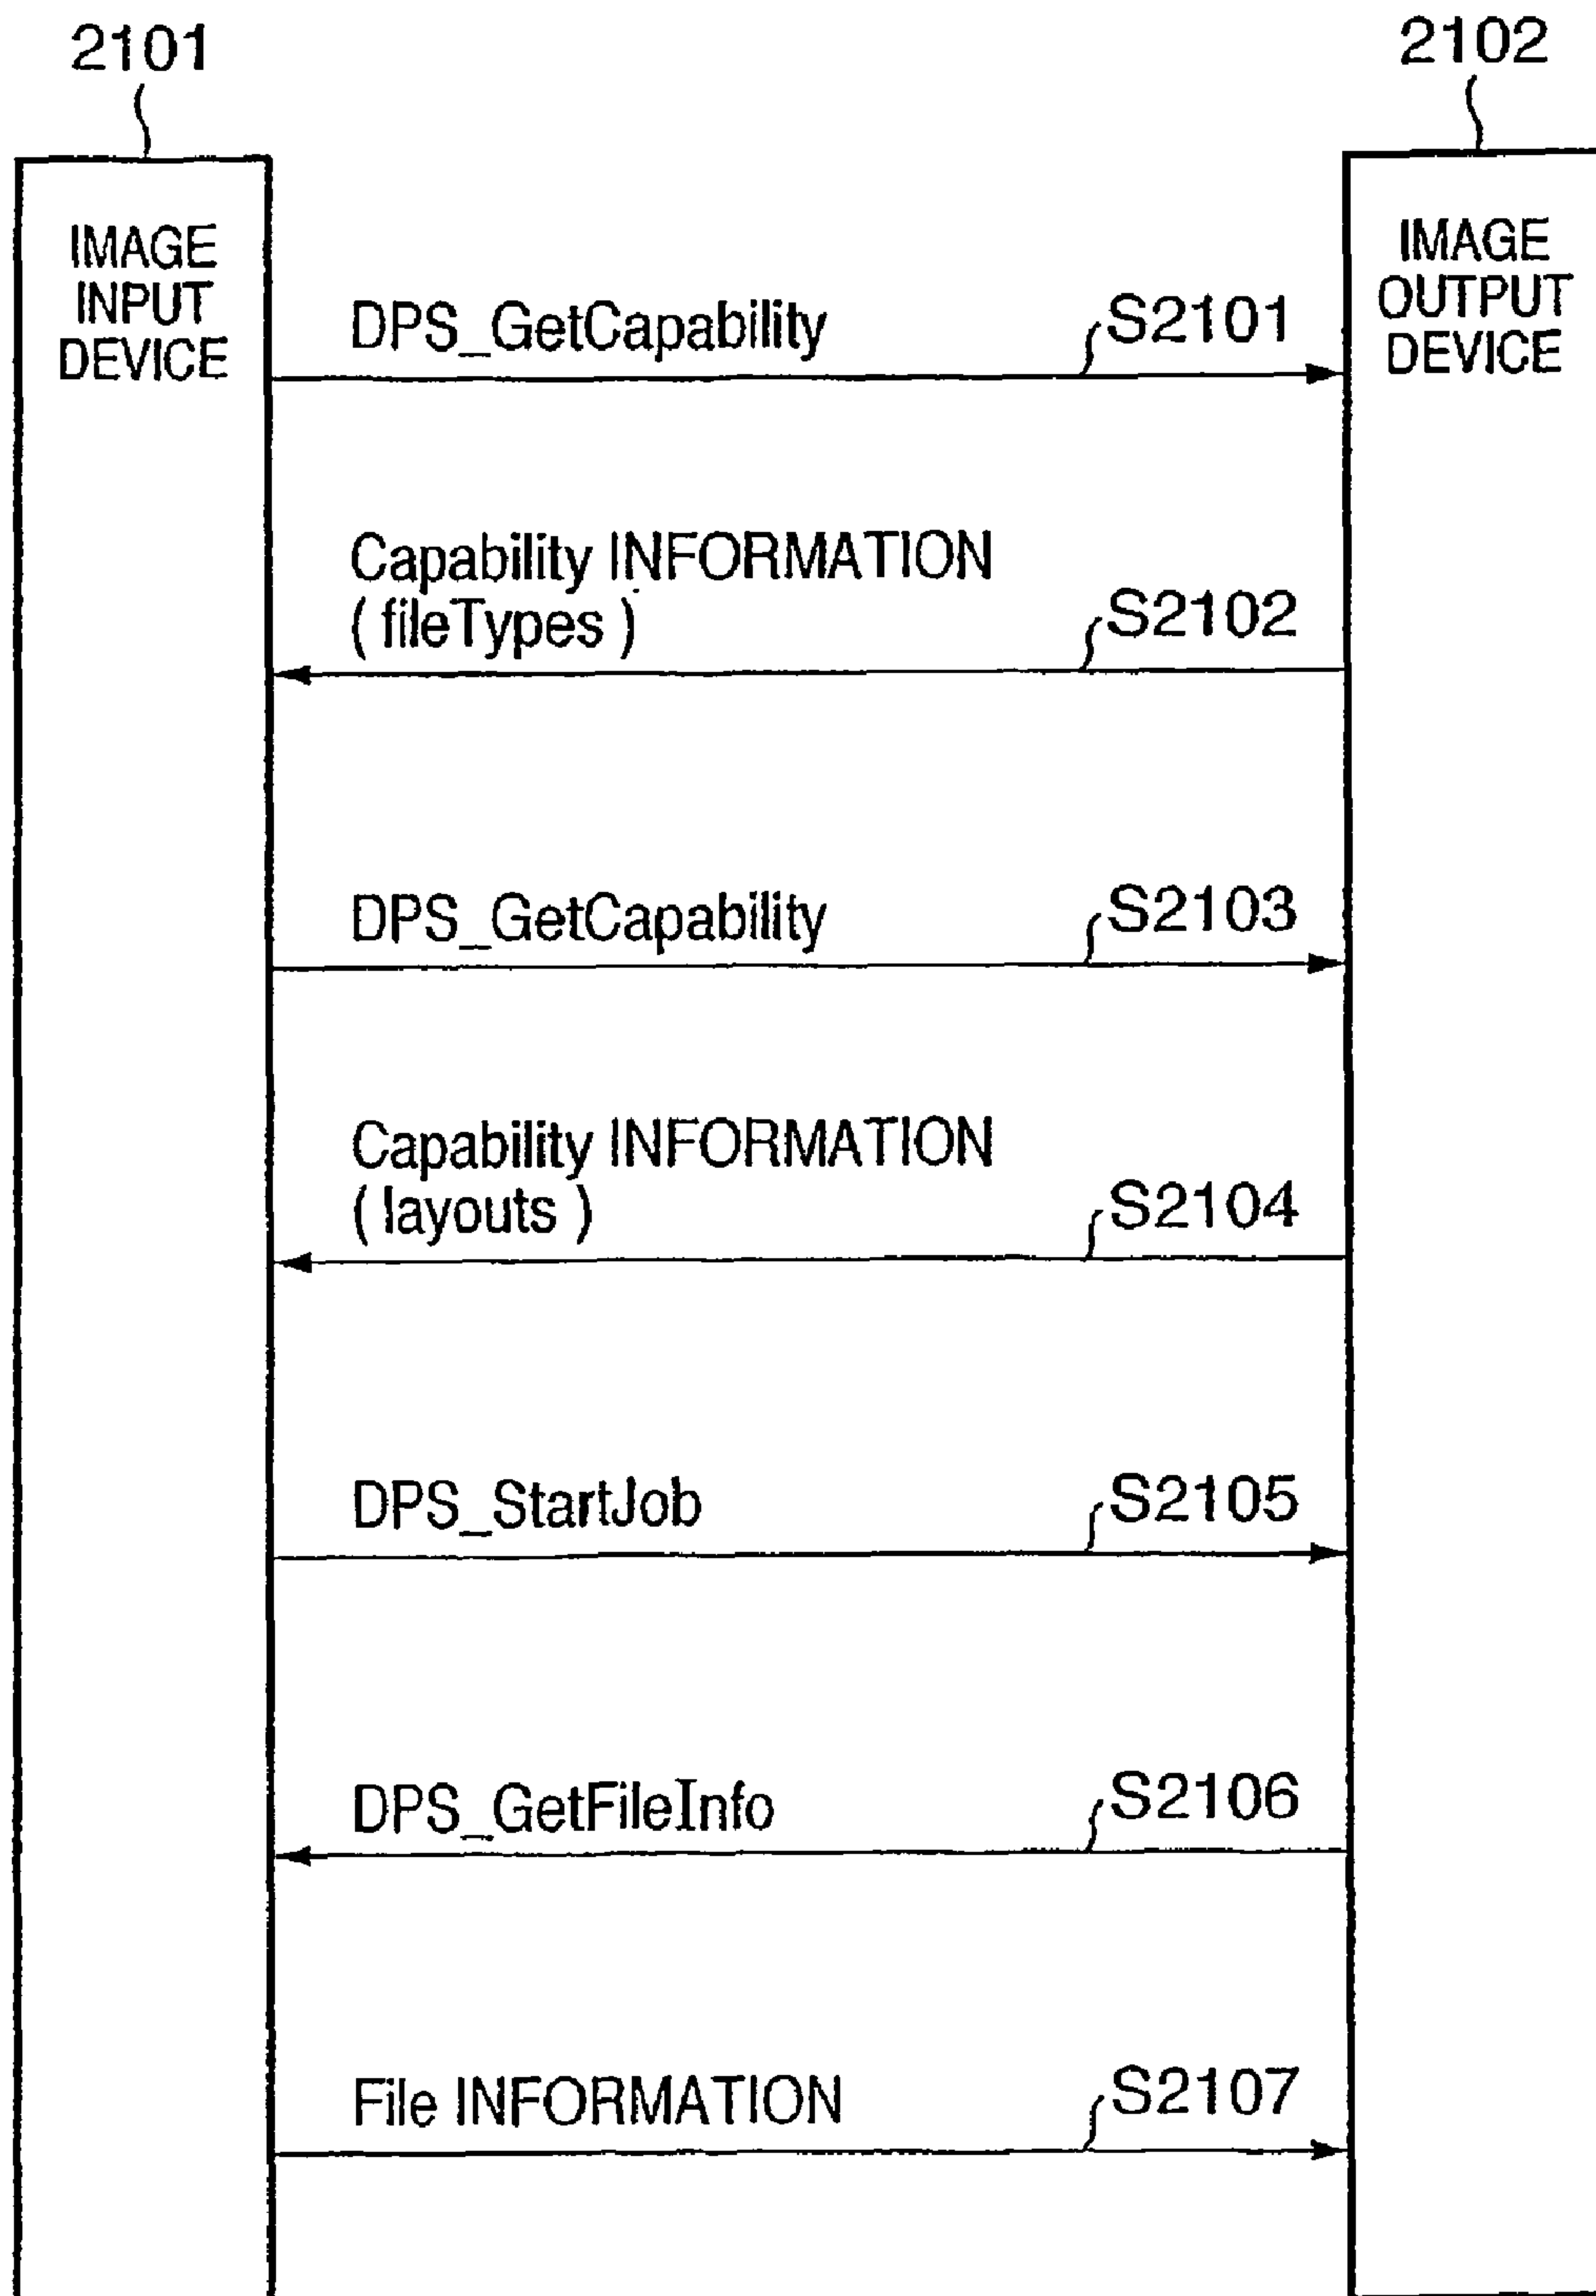 2101
2102
IMAGE
INPUT
DEVICE
IMAGE
OUTPUT
DEVICE
DPS_GetCapability
S2101
Capability INFORMATION
( fileTypes )
S2102
DPS_GetCapability
S2103
Capability INFORMATION
( layouts )
S2104
DPS_StartJob
S2105
DPS_GetFileInfo
S2106
File INFORMATION
S2107